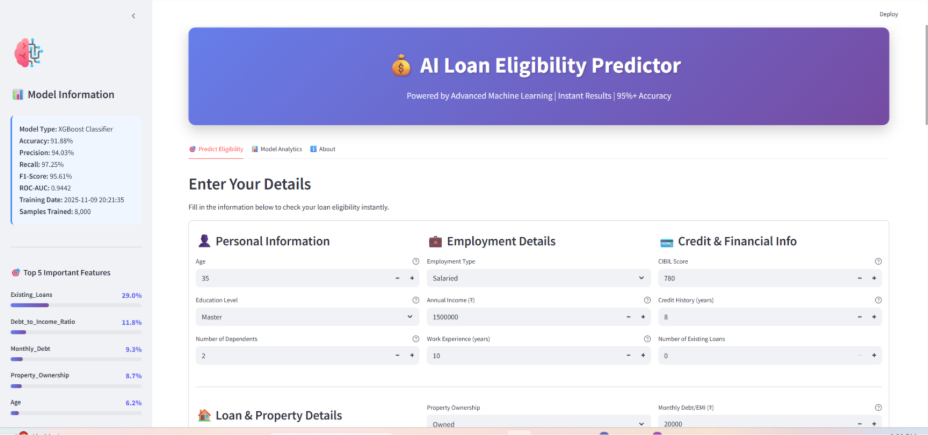 Deploy
Model Information
Model Type: XGBoost Classifier
Accuracy: 91.88%
Precision: 94.03%
Recall: 97.25%
F1-Score: 95.61%
ROC-AUC: 0.9442
Training Date: 2025-11-09 20:21:35
Samples Trained: 8,000
Top 5 Important Features
Existing_Loans 29.0%
Debt_to_Income_Ratio 11.8%
Monthly_Debt 9.3%
Property_Ownership 8.7%
Age 6.2%
AI Loan Eligibility Predictor
Powered by Advanced Machine Learning | Instant Results | 95%+ Accuracy
Predict Eligibility Model Analytics About
Enter Your Details
Fill in the information below to check your loan eligibility instantly.
Personal Information
Age
35
Education Level
Master
Number of Dependents
2
Employment Details
Employment Type
Salaried
Annual Income (₹)
1500000
Work Experience (years)
10
Credit & Financial Info
CIBIL Score
780
Credit History (years)
8
Number of Existing Loans
0
Loan & Property Details
Property Ownership
Owned
Monthly Debt/EMI (₹)
20000